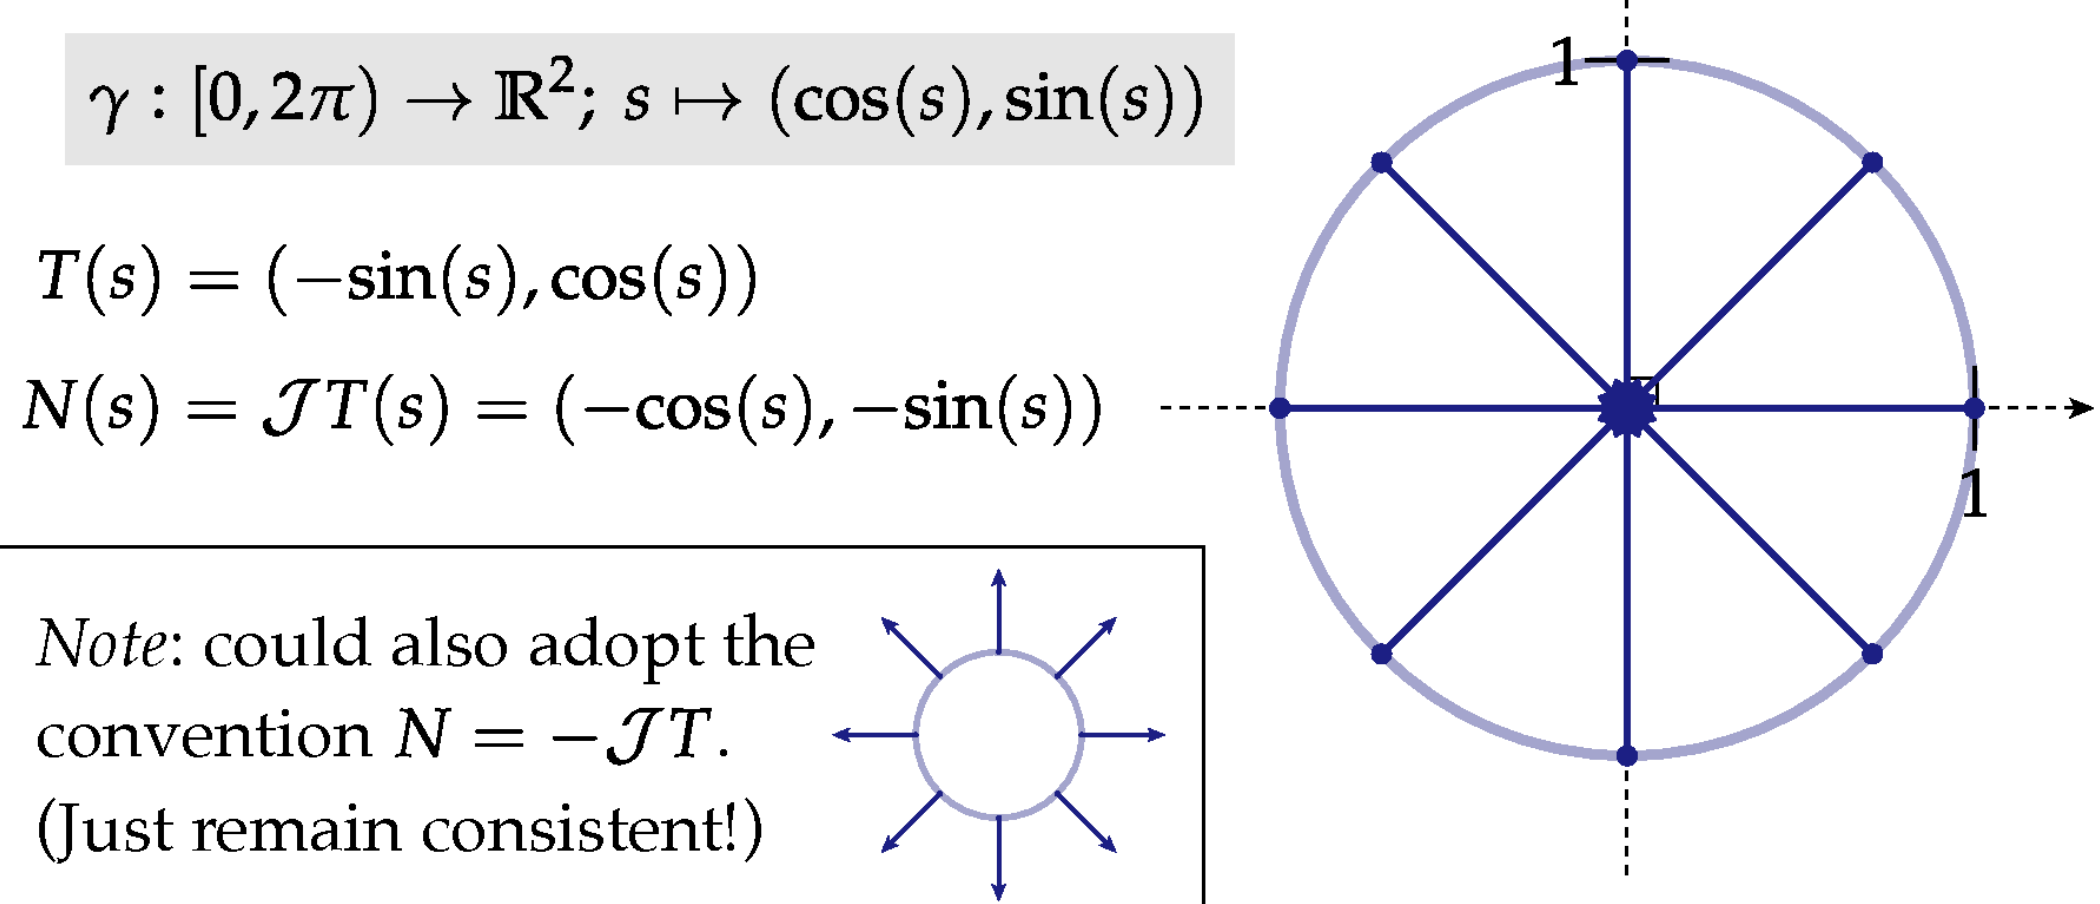 γ : [0, 2π) → ℝ²; s ↦ (cos(s), sin(s))
T(s) = (−sin(s), cos(s))
N(s) = 𝒥T(s) = (−cos(s), −sin(s))
Note: could also adopt the
convention N = −𝒥T.
(Just remain consistent!)
1
1